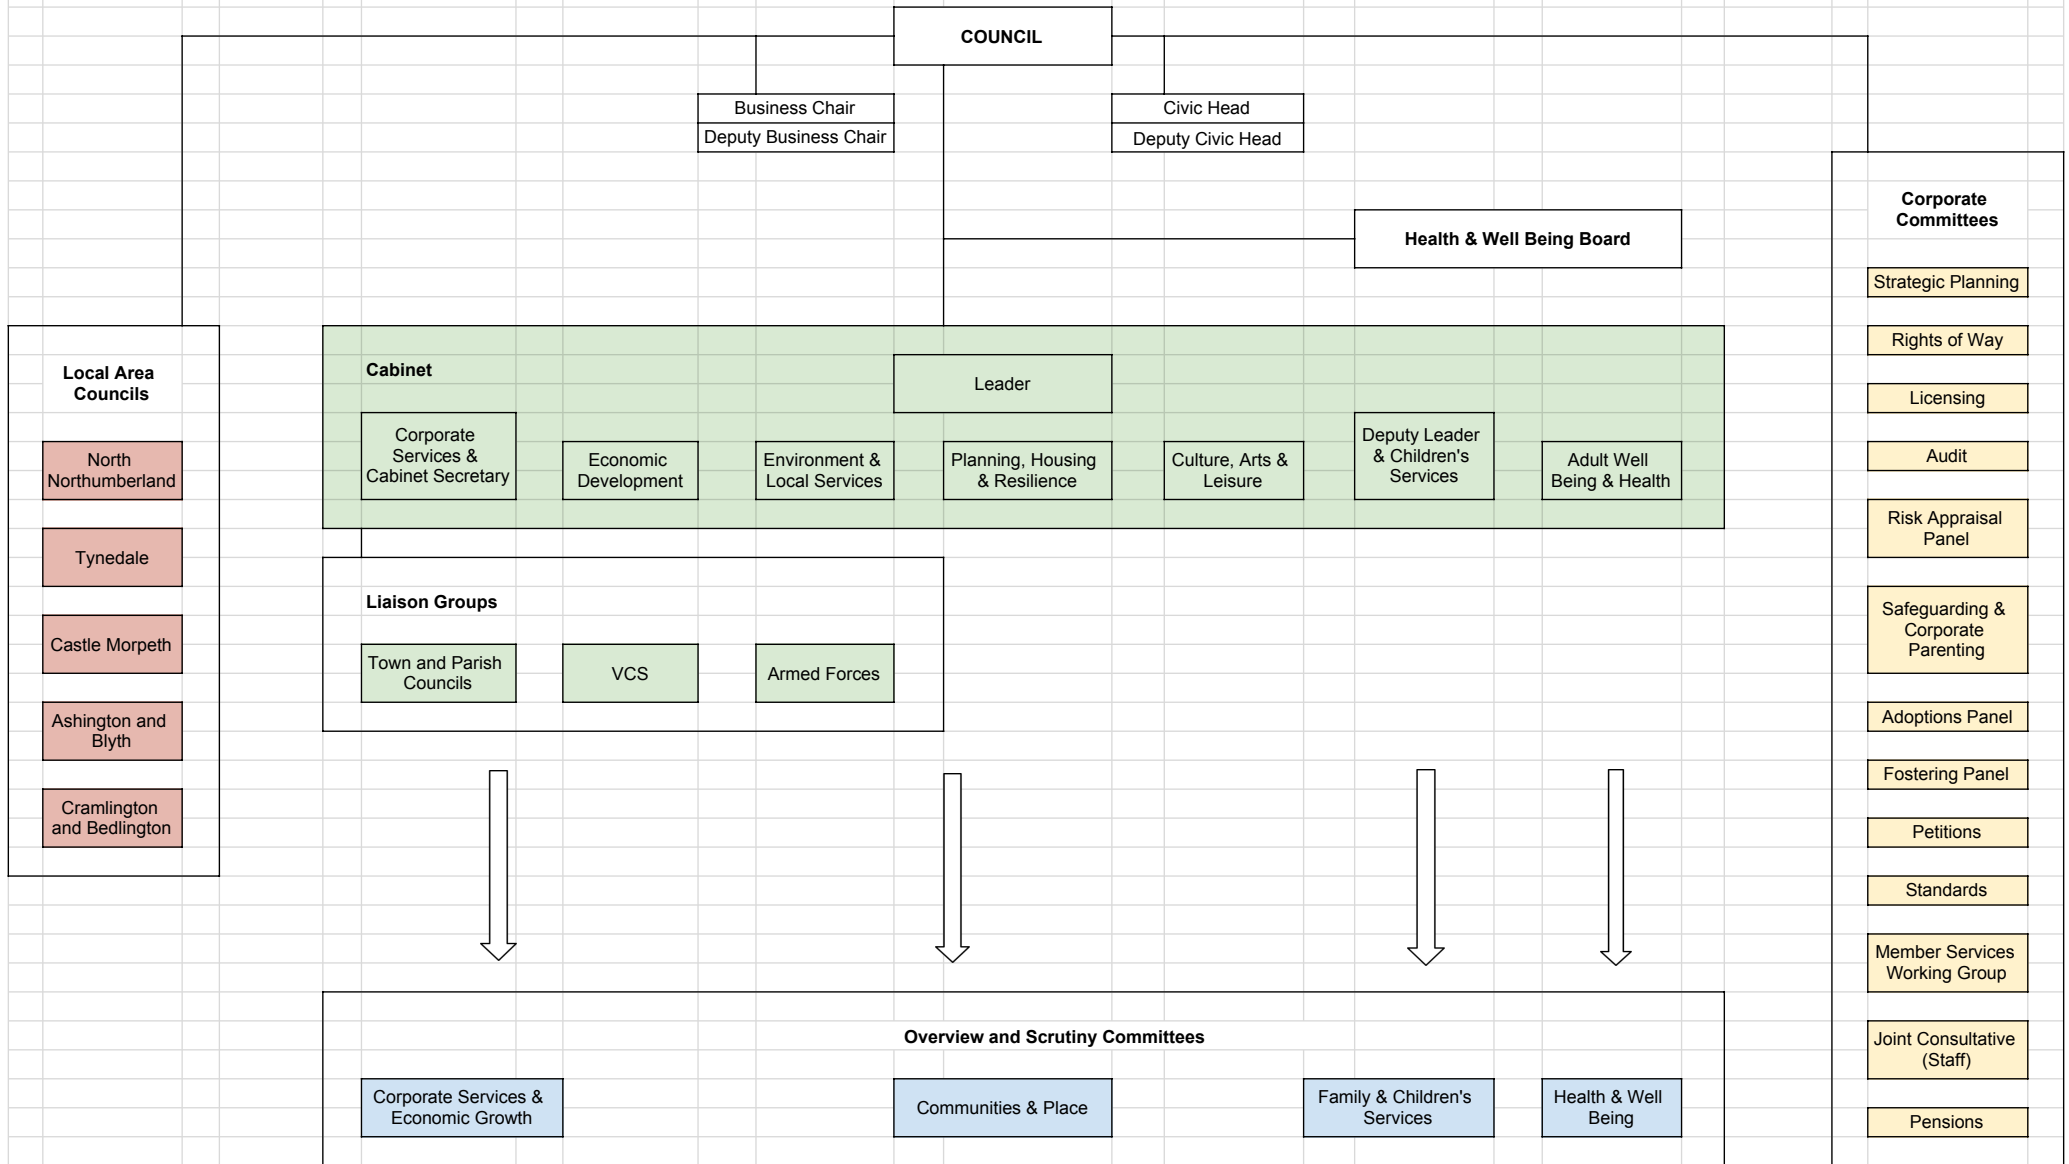 COUNCIL
Business Chair
Deputy Business Chair
Civic Head
Deputy Civic Head
Health & Well Being Board
Local Area
Councils
North
Northumberland
Tynedale
Castle Morpeth
Ashington and
Blyth
Cramlington
and Bedlington
Cabinet
Leader
Corporate
Services &
Cabinet Secretary
Economic
Development
Environment &
Local Services
Planning, Housing
& Resilience
Culture, Arts &
Leisure
Deputy Leader
& Children's
Services
Adult Well
Being & Health
Liaison Groups
Town and Parish
Councils
VCS
Armed Forces
Overview and Scrutiny Committees
Corporate Services &
Economic Growth
Communities & Place
Family & Children's
Services
Health & Well
Being
Corporate
Committees
Strategic Planning
Rights of Way
Licensing
Audit
Risk Appraisal
Panel
Safeguarding &
Corporate
Parenting
Adoptions Panel
Fostering Panel
Petitions
Standards
Member Services
Working Group
Joint Consultative
(Staff)
Pensions